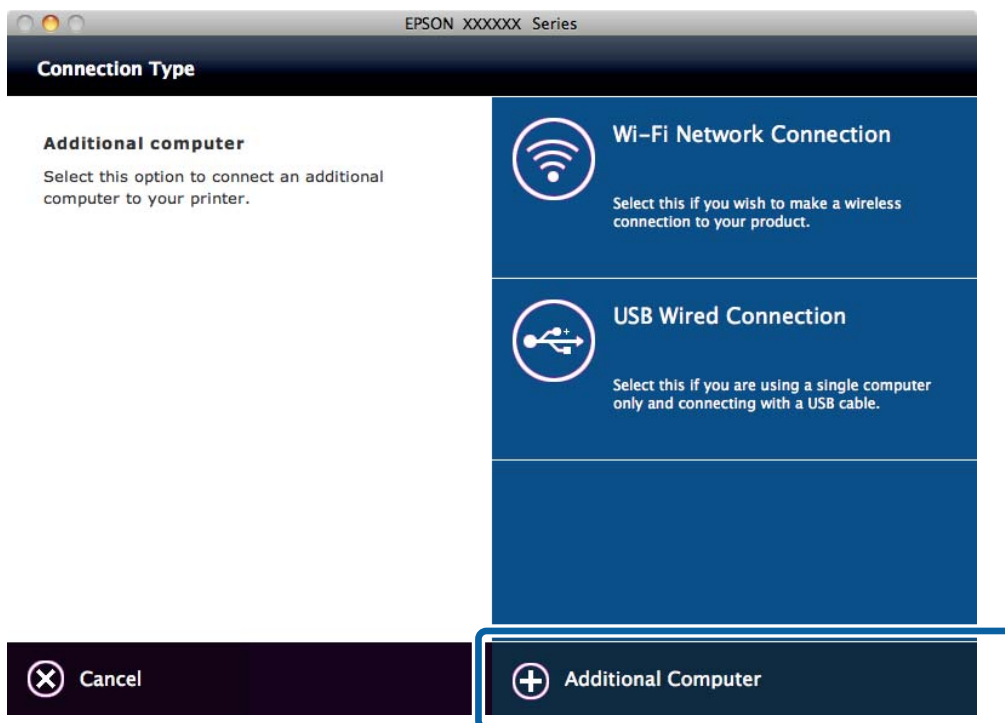 EPSON XXXXXX Series
Connection Type
Additional computer
Select this option to connect an additional
computer to your printer.
Wi-Fi Network Connection
Select this if you wish to make a wireless
connection to your product.
USB Wired Connection
Select this if you are using a single computer
only and connecting with a USB cable.
Cancel
Additional Computer